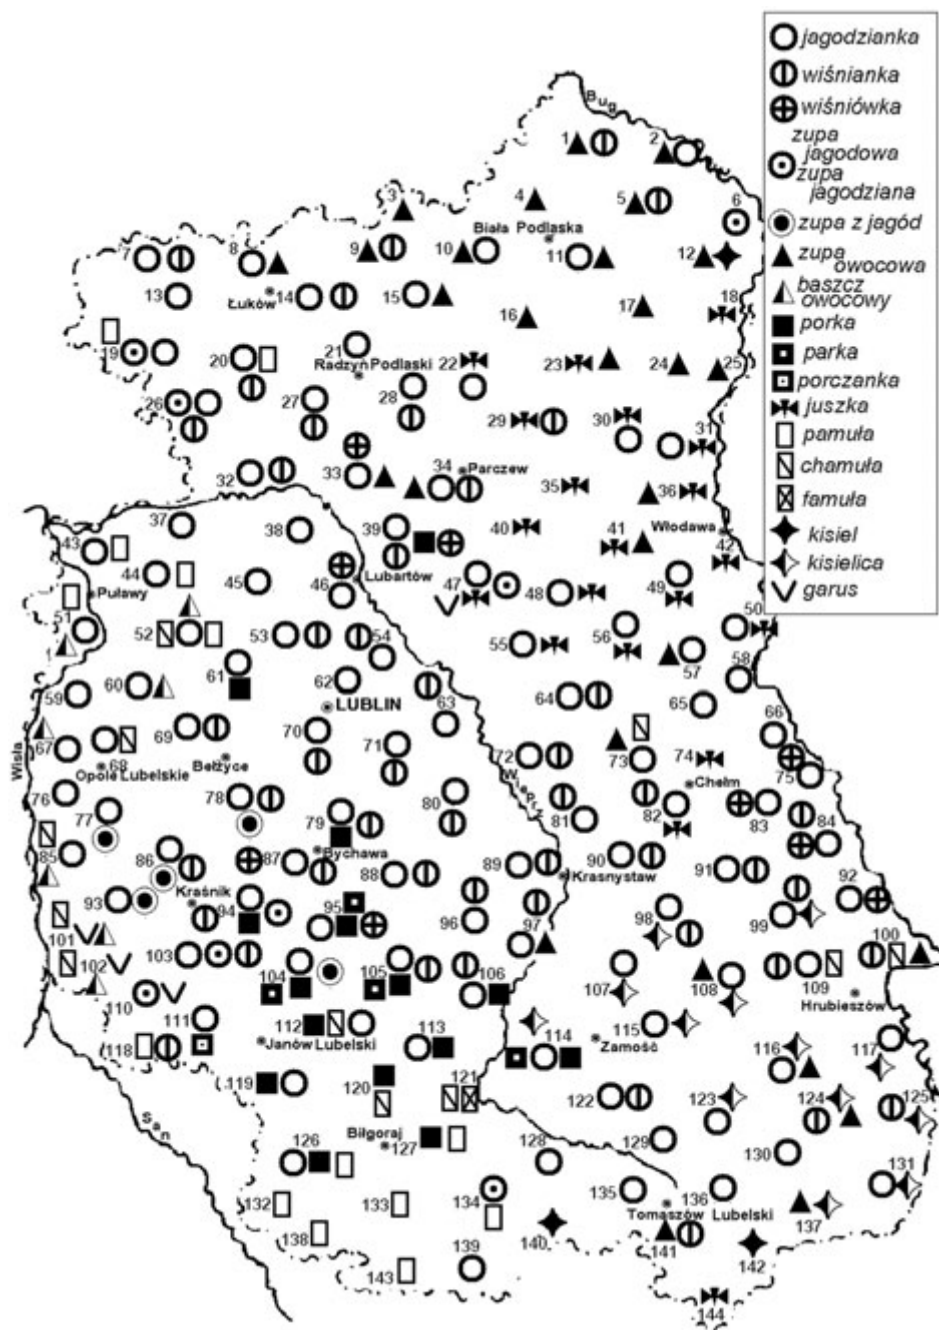 jagodzianka
wiśnianka
wiśniówka
zupa
jagodowa
zupa
jagodziana
zupa z jagód
zupa
owocowa
baszcz
owocowy
porka
parka
porczanka
juszka
pamuła
chamuła
famuła
kisiel
kisielica
garus
Bug
1 2
3 4 5 6
Biała Podlaska
7 8 9 10 11 12
13 Łuków 14 15 16 17 18
19 20 21 22 23 24 25
Radzyń Podlaski
26 27 28 29 30 31
32 33 34 Parczew 35 36
37 38 39 40 41 Włodawa 42
43 44 45 46 Lubartów 47 48 49
Puławy
50
51 52 53 54 55 56 57 58
59 60 61 62 63 64 65 66
LUBLIN
Wisła
67 68 69 70 71 72 73 74 75
Opole Lubelskie Bełżyce Wieprz Chełm
76 77 78 79 80 81 82 83 84
Bychawa
85 86 87 88 89 90 91 92
Kraśnik Krasnystaw
93 94 95 96 97 98 99 100
101 102 103 104 105 106 107 108 109
Hrubieszów
110 111 112 113 114 115 116 117
Janów Lubelski Zamość
118 119 120 121 122 123 124 125
San
Biłgoraj
126 127 128 129 130 131
132 133 134 135 136 137
Tomaszów Lubelski
138 139 140 141 142
143 144